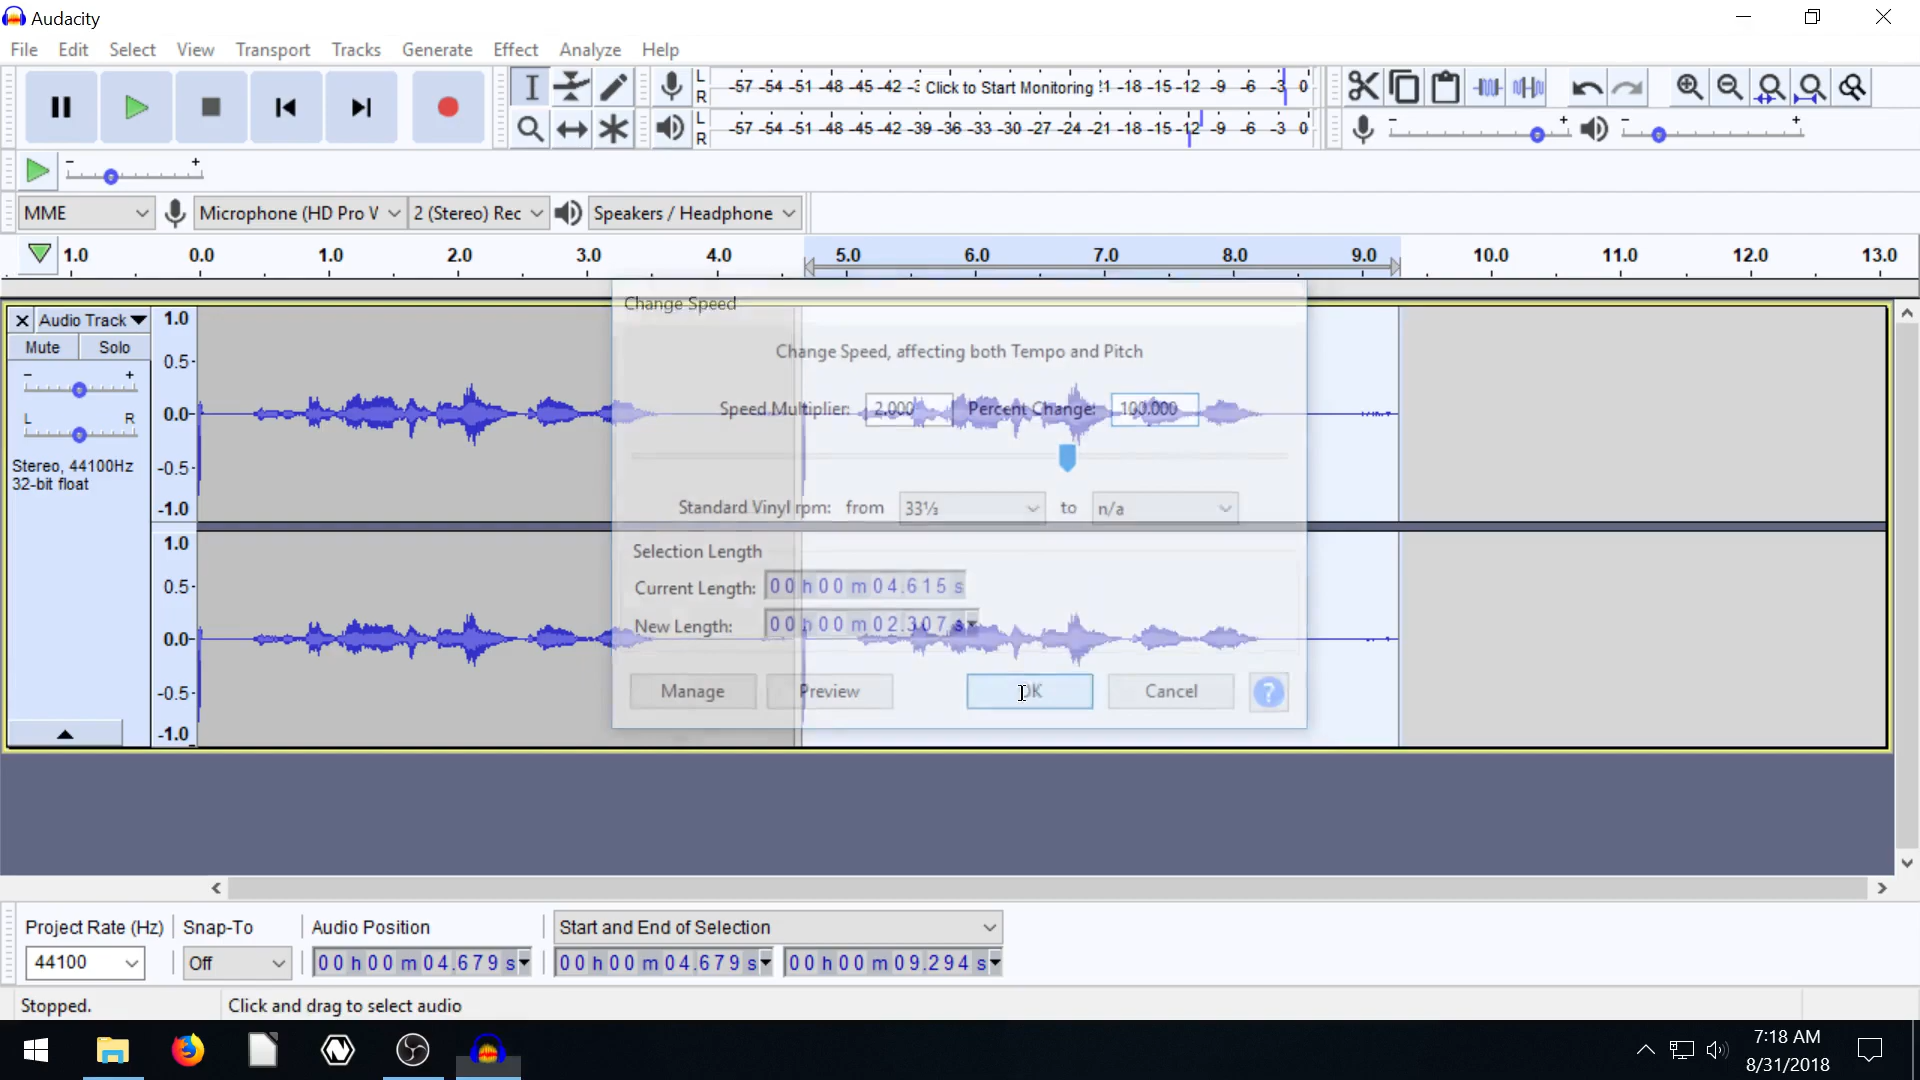 Audacity
File Edit Select View Transport Tracks Generate Effect Analyze Help
L
R
-57 -54 -51 -48 -45 -42 Click to Start Monitoring -18 -15 -12 -9 -6 -3 0
L
R
-57 -54 -51 -48 -45 -42 -39 -36 -33 -30 -27 -24 -21 -18 -15 -12 -9 -6 -3 0
- +
- +
- +
MME Microphone (HD Pro 2 (Stereo) Rec Speakers / Headphone
1.0 0.0 1.0 2.0 3.0 4.0 5.0 6.0 7.0 8.0 9.0 10.0 11.0 12.0 13.0
Audio Track
Mute Solo
- +
L R
Stereo, 44100Hz
32-bit float
1.0
0.5
0.0
-0.5
-1.0
1.0
0.5
0.0
-0.5
-1.0
Change Speed
Change Speed, affecting both Tempo and Pitch
Speed Multiplier: 2.000 Percent Change: 100.000
Standard Vinyl rpm: from 33⅓ to n/a
Selection Length
Current Length: 00 h 00 m 04.615 s
New Length: 00 h 00 m 02.307 s
Manage Preview OK Cancel ?
Project Rate (Hz) Snap-To Audio Position Start and End of Selection
44100 Off 00 h 00 m 04.679 s 00 h 00 m 04.679 s 00 h 00 m 09.294 s
Stopped. Click and drag to select audio
7:18 AM
8/31/2018